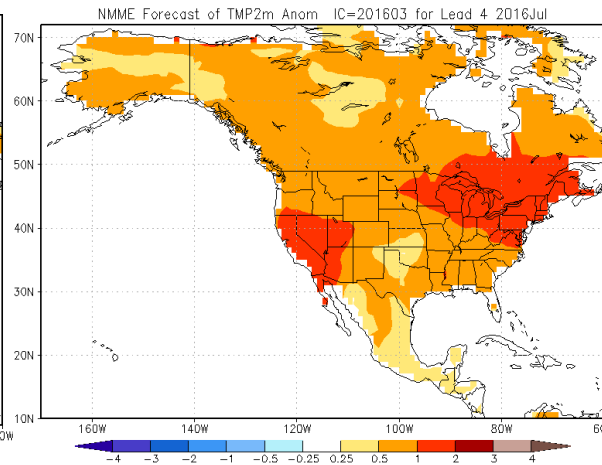 NMME Forecast of TMP2m Anom IC=201603 for Lead 4 2016Jul
70N
60N
50N
40N
30N
20N
10N
0W 160W 140W 120W 100W 80W 60
-4 -3 -2 -1 -0.5 -0.25 0.25 0.5 1 2 3 4